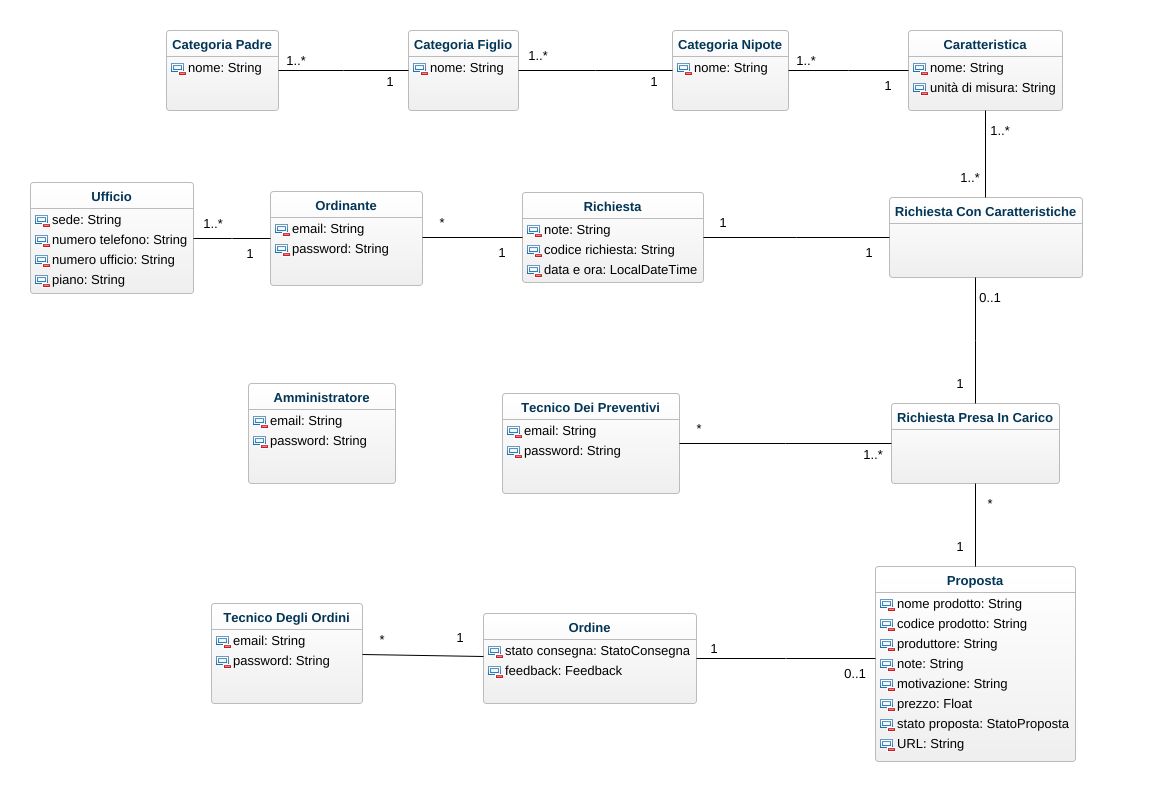 Categoria Padre
nome: String
1..*
1
Categoria Figlio
nome: String
1..*
1
Categoria Nipote
nome: String
1..*
1
Caratteristica
nome: String
unità di misura: String
1..*
1..*
Ufficio
sede: String
numero telefono: String
numero ufficio: String
piano: String
1..*
1
Ordinante
email: String
password: String
*
1
Richiesta
note: String
codice richiesta: String
data e ora: LocalDateTime
1
1
Richiesta Con Caratteristiche
0..1
1
Amministratore
email: String
password: String
Tecnico Dei Preventivi
email: String
password: String
*
1..*
Richiesta Presa In Carico
*
1
Tecnico Degli Ordini
email: String
password: String
*
1
Ordine
stato consegna: StatoConsegna
feedback: Feedback
1
0..1
Proposta
nome prodotto: String
codice prodotto: String
produttore: String
note: String
motivazione: String
prezzo: Float
stato proposta: StatoProposta
URL: String